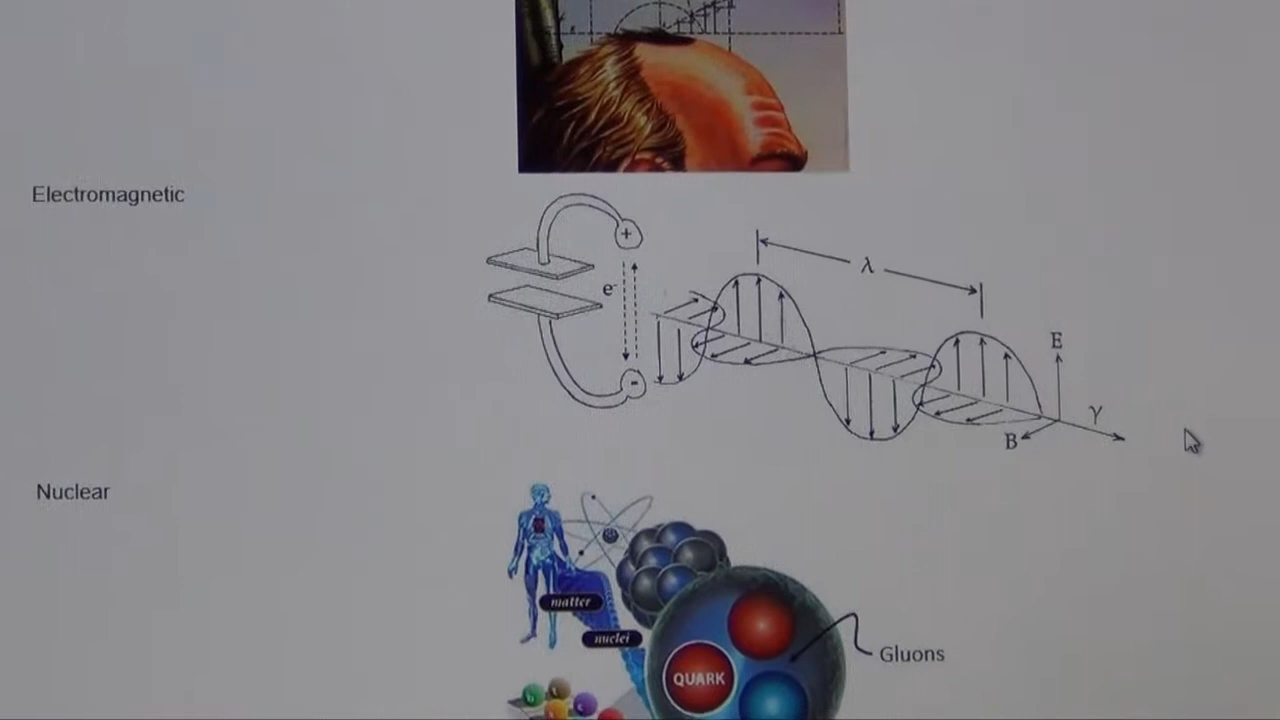 Electromagnetic
+
λ
e-
E
-
γ
B
Nuclear
matter
nuclei
QUARK
Gluons